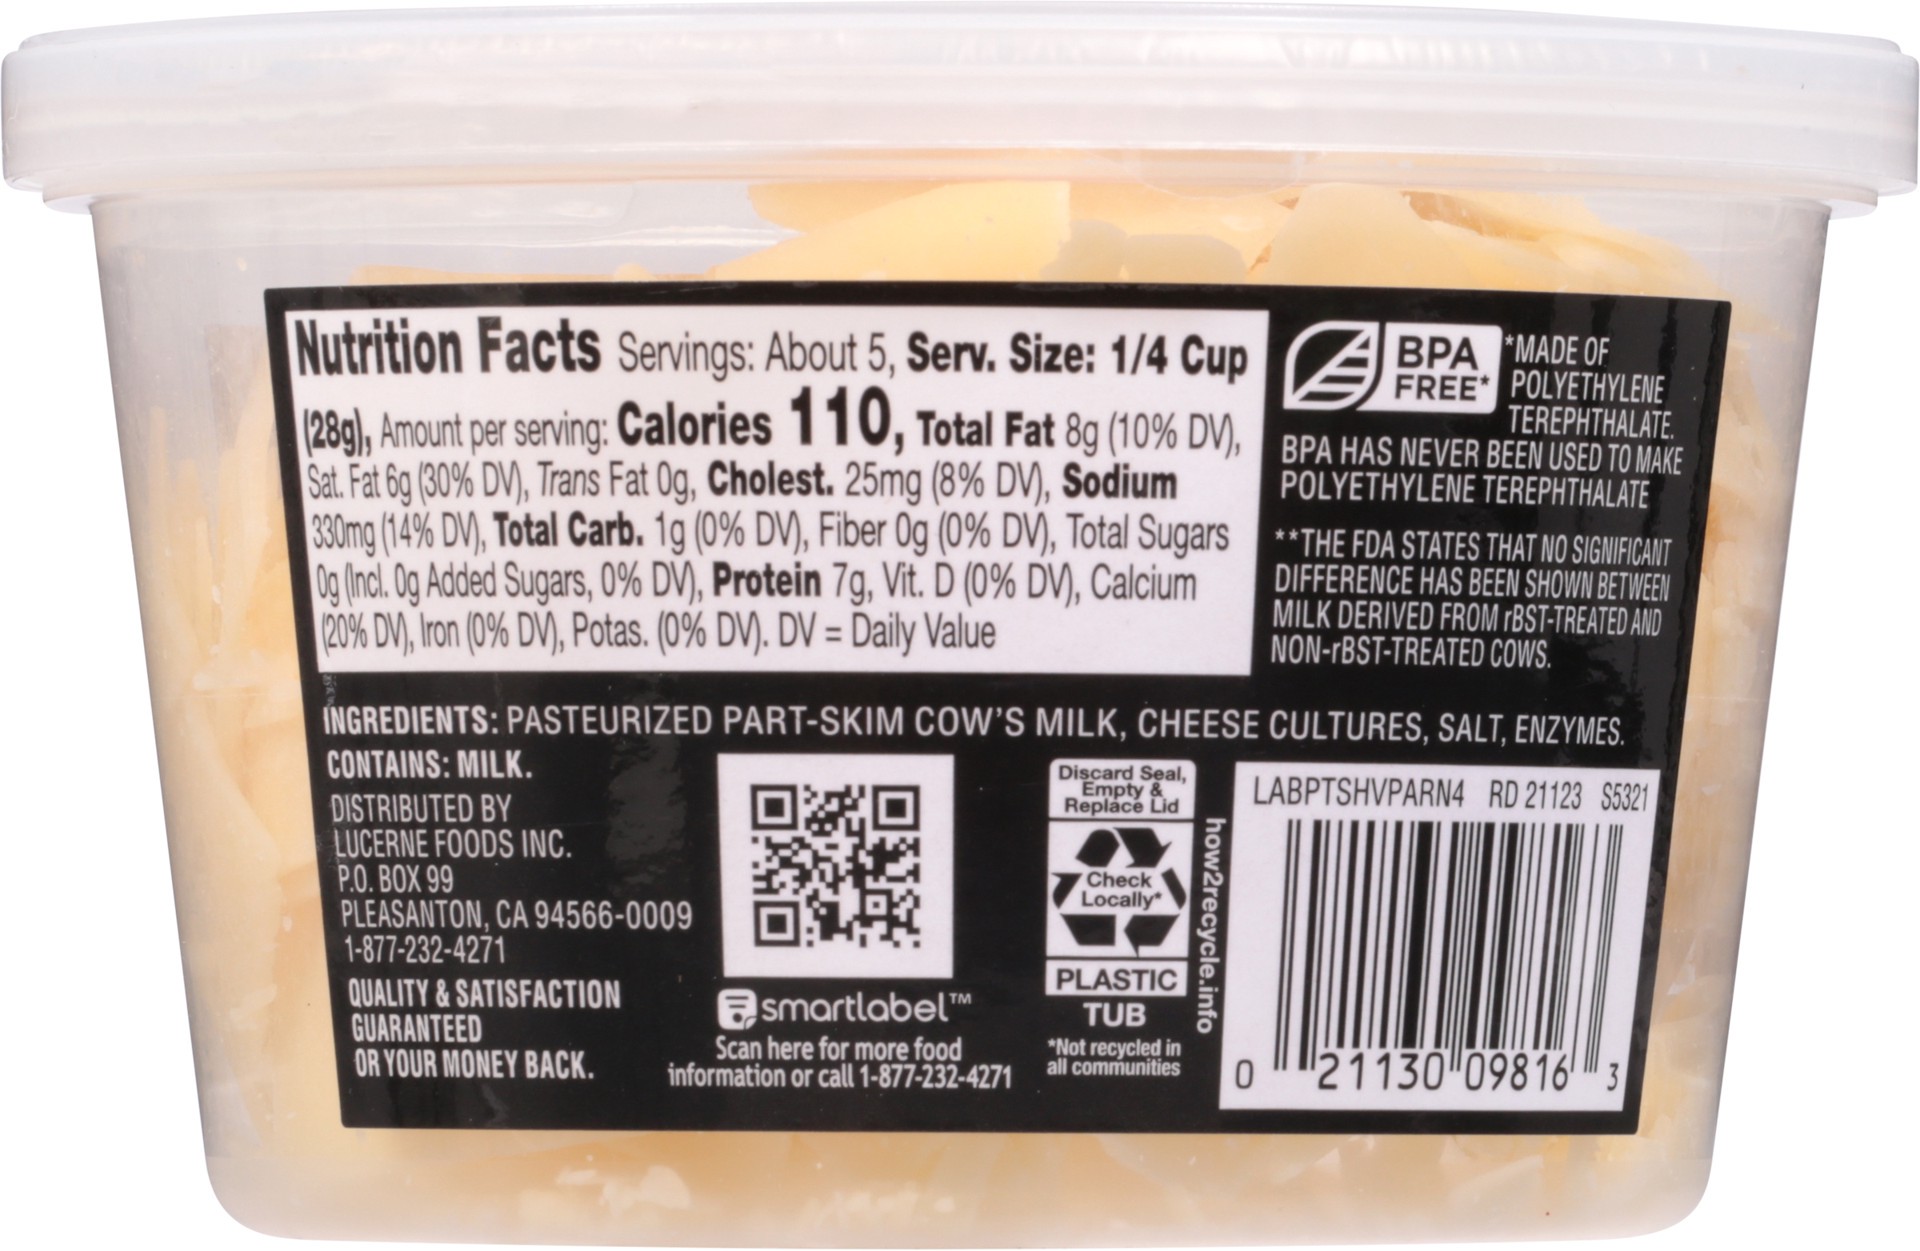 Nutrition Facts Servings: About 5, Serv. Size: 1/4 Cup
(28g), Amount per serving: Calories 110, Total Fat 8g (10% DV),
Sat. Fat 6g (30% DV), Trans Fat 0g, Cholest. 25mg (8% DV), Sodium
330mg (14% DV), Total Carb. 1g (0% DV), Fiber 0g (0% DV), Total Sugars
0g (Incl. 0g Added Sugars, 0% DV), Protein 7g, Vit. D (0% DV), Calcium
(20% DV), Iron (0% DV), Potas. (0% DV). DV = Daily Value
BPA
FREE*
*MADE OF
POLYETHYLENE
TEREPHTHALATE.
BPA HAS NEVER BEEN USED TO MAKE
POLYETHYLENE TEREPHTHALATE
**THE FDA STATES THAT NO SIGNIFICANT
DIFFERENCE HAS BEEN SHOWN BETWEEN
MILK DERIVED FROM rBST-TREATED AND
NON-rBST-TREATED COWS.
INGREDIENTS: PASTEURIZED PART-SKIM COW'S MILK, CHEESE CULTURES, SALT, ENZYMES.
CONTAINS: MILK.
DISTRIBUTED BY
LUCERNE FOODS INC.
P.O. BOX 99
PLEASANTON, CA 94566-0009
1-877-232-4271
QUALITY & SATISFACTION
GUARANTEED
OR YOUR MONEY BACK.
smartlabel™
Scan here for more food
information or call 1-877-232-4271
Discard Seal,
Empty &
Replace Lid
Check
Locally*
PLASTIC
TUB
*Not recycled in
all communities
how2recycle.info
LABPTSHVPARN4 RD 21123 S5321
0 21130 09816 3